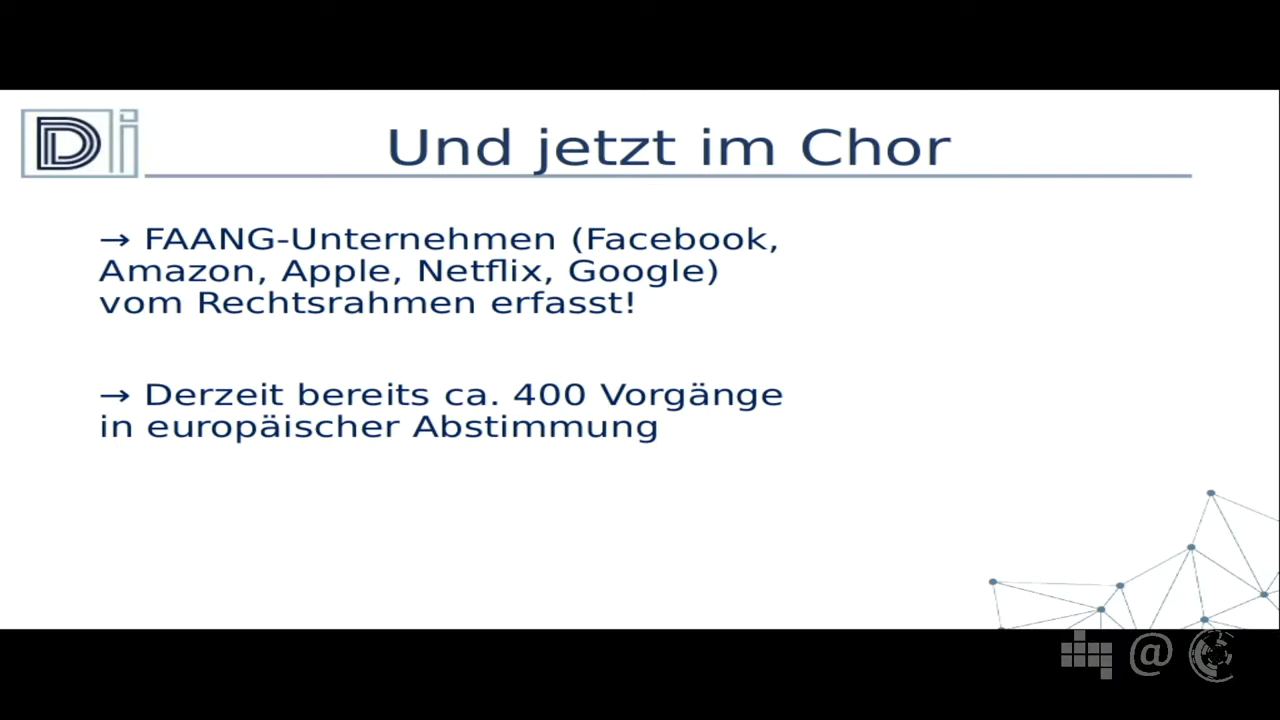 Di
Und jetzt im Chor
→ FAANG-Unternehmen (Facebook,
Amazon, Apple, Netflix, Google)
vom Rechtsrahmen erfasst!
→ Derzeit bereits ca. 400 Vorgänge
in europäischer Abstimmung
@